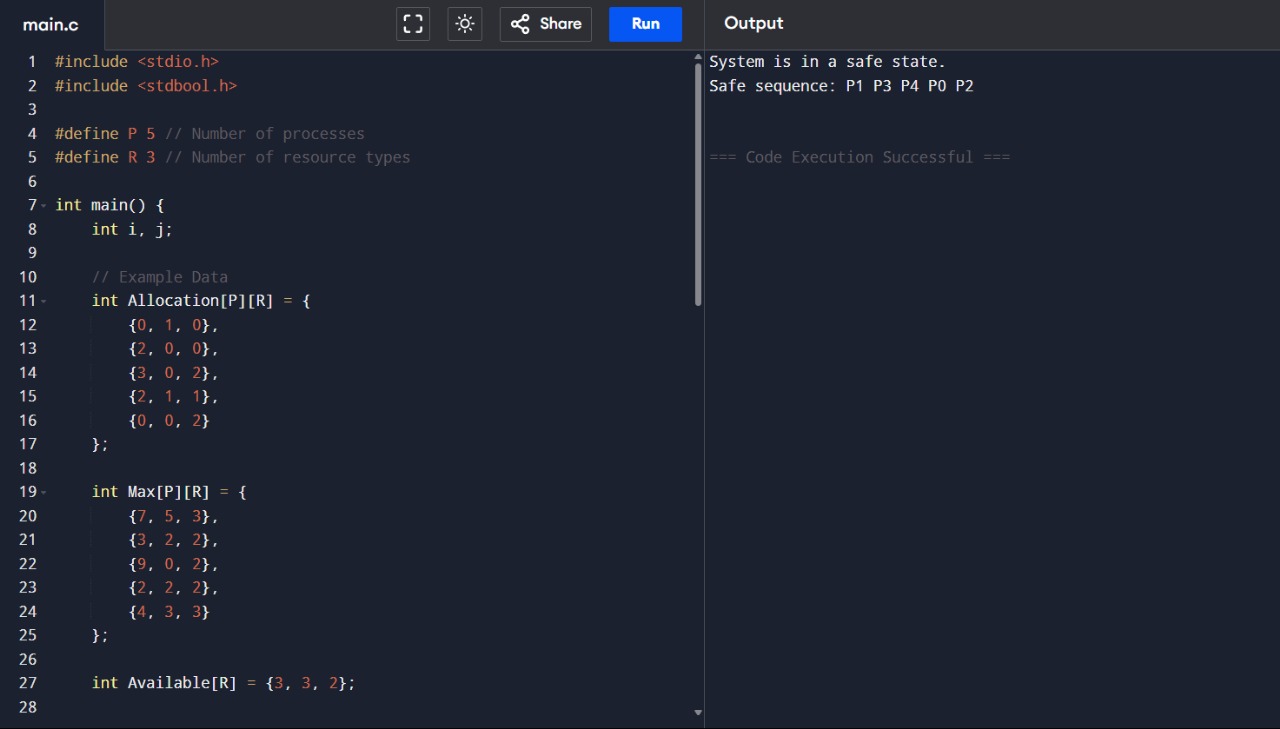 main.c
Share
Run
Output
1 #include <stdio.h>
2 #include <stdbool.h>
3
4 #define P 5 // Number of processes
5 #define R 3 // Number of resource types
6
7 int main() {
8     int i, j;
9
10     // Example Data
11     int Allocation[P][R] = {
12         {0, 1, 0},
13         {2, 0, 0},
14         {3, 0, 2},
15         {2, 1, 1},
16         {0, 0, 2}
17     };
18
19     int Max[P][R] = {
20         {7, 5, 3},
21         {3, 2, 2},
22         {9, 0, 2},
23         {2, 2, 2},
24         {4, 3, 3}
25     };
26
27     int Available[R] = {3, 3, 2};
28
System is in a safe state.
Safe sequence: P1 P3 P4 P0 P2
=== Code Execution Successful ===